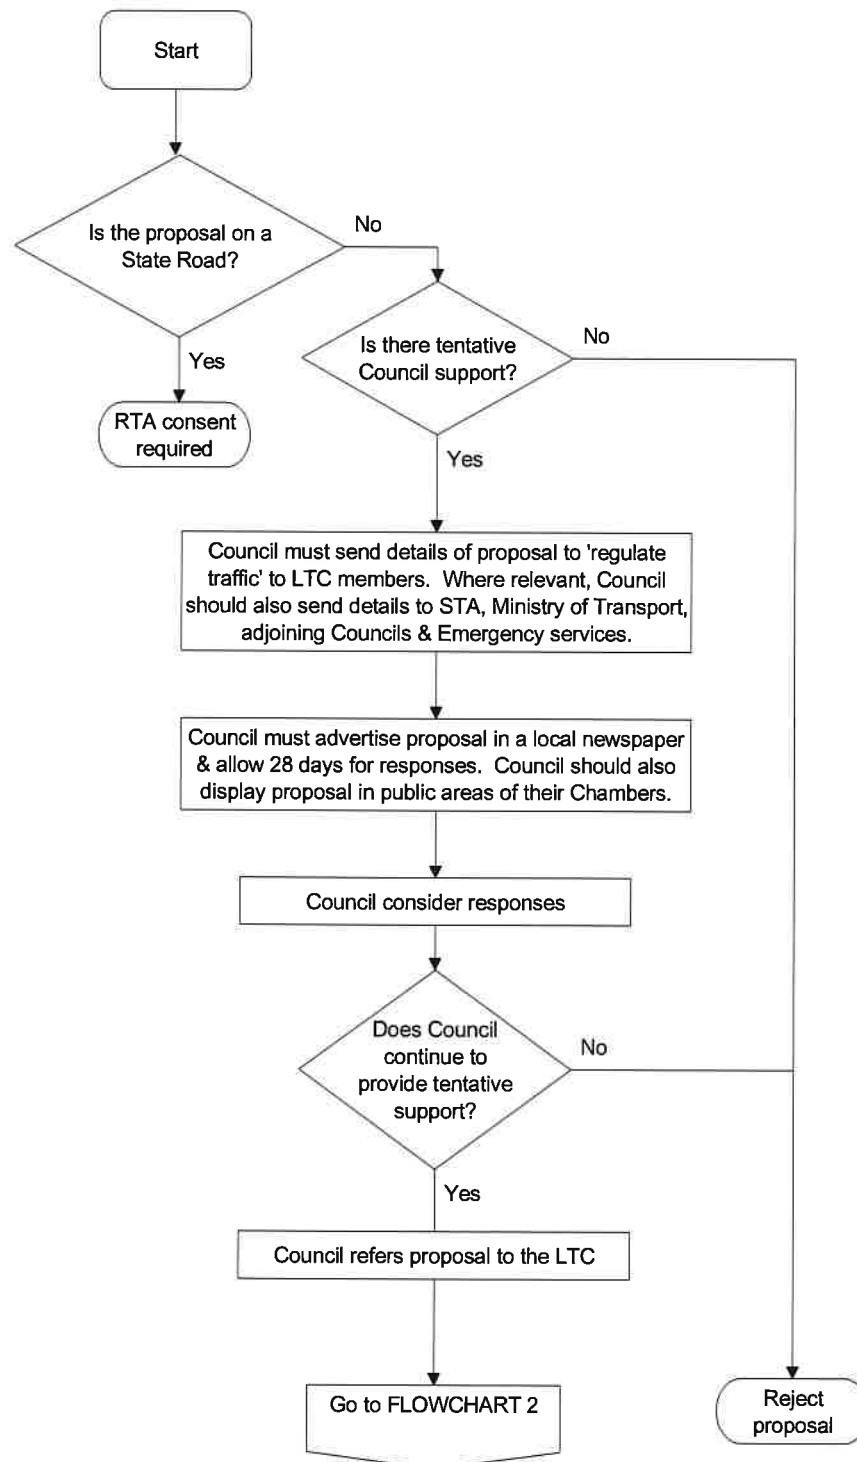 Start
Is the proposal on a
State Road?
No
Yes
RTA consent
required
Is there tentative
Council support?
No
Yes
Council must send details of proposal to 'regulate
traffic' to LTC members.  Where relevant, Council
should also send details to STA, Ministry of Transport,
adjoining Councils & Emergency services.
Council must advertise proposal in a local newspaper
& allow 28 days for responses.  Council should also
display proposal in public areas of their Chambers.
Council consider responses
Does Council
continue to
provide tentative
support?
No
Yes
Council refers proposal to the LTC
Go to FLOWCHART 2
Reject
proposal